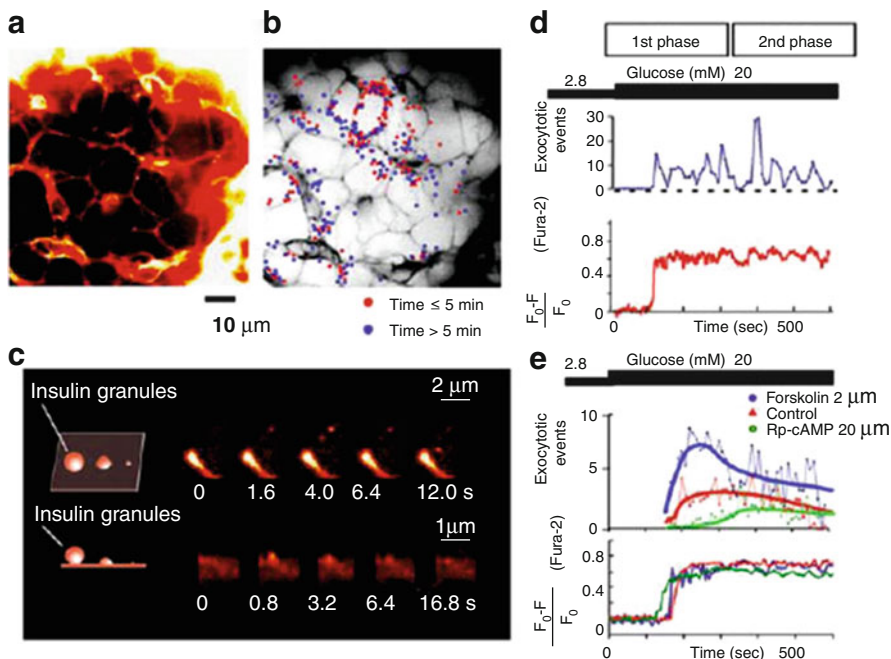 a
b
Time ≤ 5 min
Time > 5 min
10 µm
c
Insulin granules
2 µm
0 1.6 4.0 6.4 12.0 s
Insulin granules
1µm
0 0.8 3.2 6.4 16.8 s
d
1st phase 2nd phase
2.8 Glucose (mM) 20
Exocytotic events
30
20
10
0
(Fura-2)
F₀-F
F₀
0.8
0.4
0
0 Time (sec) 500
e
2.8 Glucose (mM) 20
Forskolin 2 µm
Control
Rp-cAMP 20 µm
Exocytotic events
10
5
0
(Fura-2)
F₀-F
F₀
0.8
0.4
0
0 Time (sec) 500